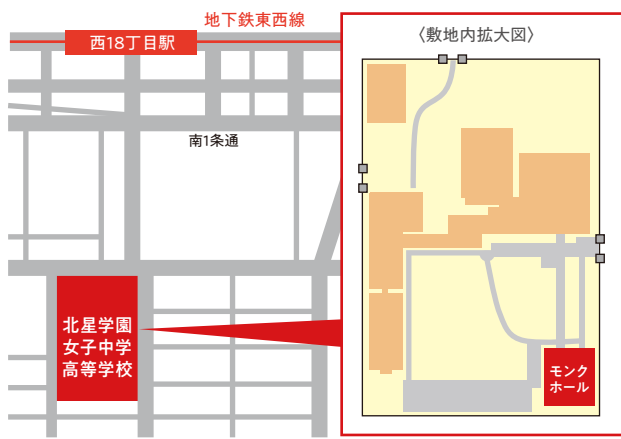 地下鉄東西線
西18丁目駅
南1条通
北星学園
女子中学
高等学校
〈敷地内拡大図〉
モンク
ホール